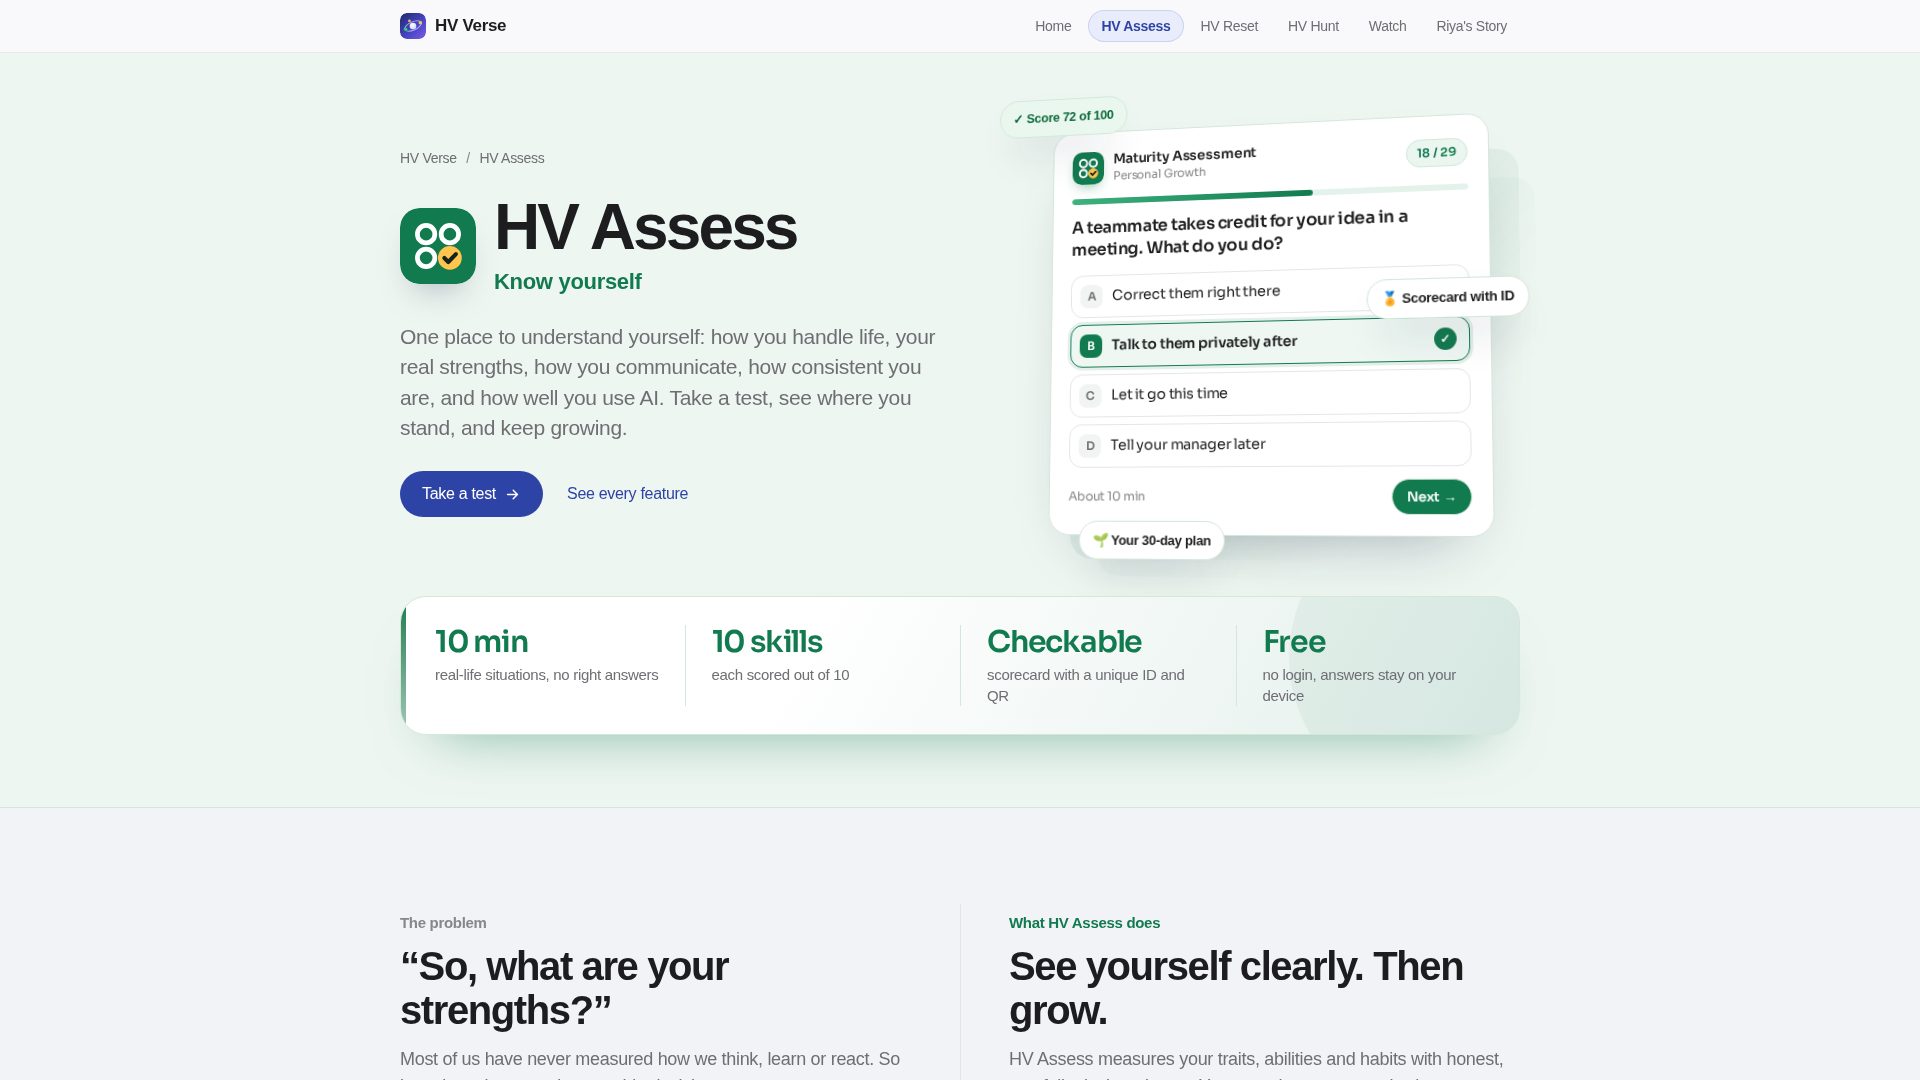 HV Verse
Home
HV Assess
HV Reset
HV Hunt
Watch
Riya's Story
HV Verse / HV Assess
HV Assess
Know yourself
One place to understand yourself: how you handle life, your
real strengths, how you communicate, how consistent you
are, and how well you use AI. Take a test, see where you
stand, and keep growing.
Take a test →
See every feature
✓ Score 72 of 100
Maturity Assessment
Personal Growth
18 / 29
A teammate takes credit for your idea in a
meeting. What do you do?
A Correct them right there
🏅 Scorecard with ID
B Talk to them privately after ✓
C Let it go this time
D Tell your manager later
About 10 min
Next →
🌱 Your 30-day plan
10 min
real-life situations, no right answers
10 skills
each scored out of 10
Checkable
scorecard with a unique ID and
QR
Free
no login, answers stay on your
device
The problem
“So, what are your
strengths?”
Most of us have never measured how we think, learn or react. So
What HV Assess does
See yourself clearly. Then
grow.
HV Assess measures your traits, abilities and habits with honest,